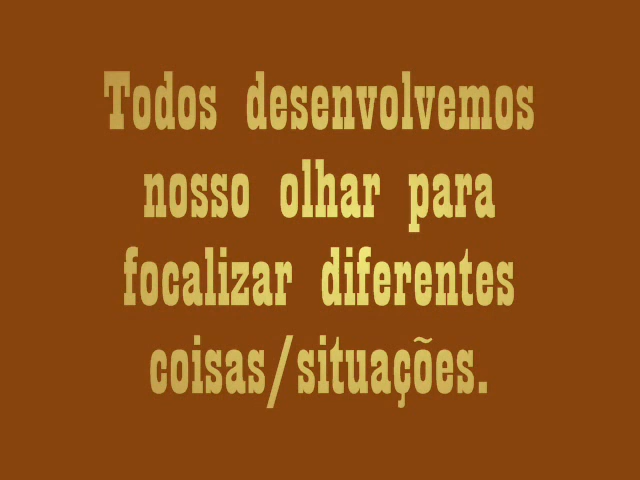 Todos desenvolvemos
nosso olhar para
focalizar diferentes
coisas/situações.